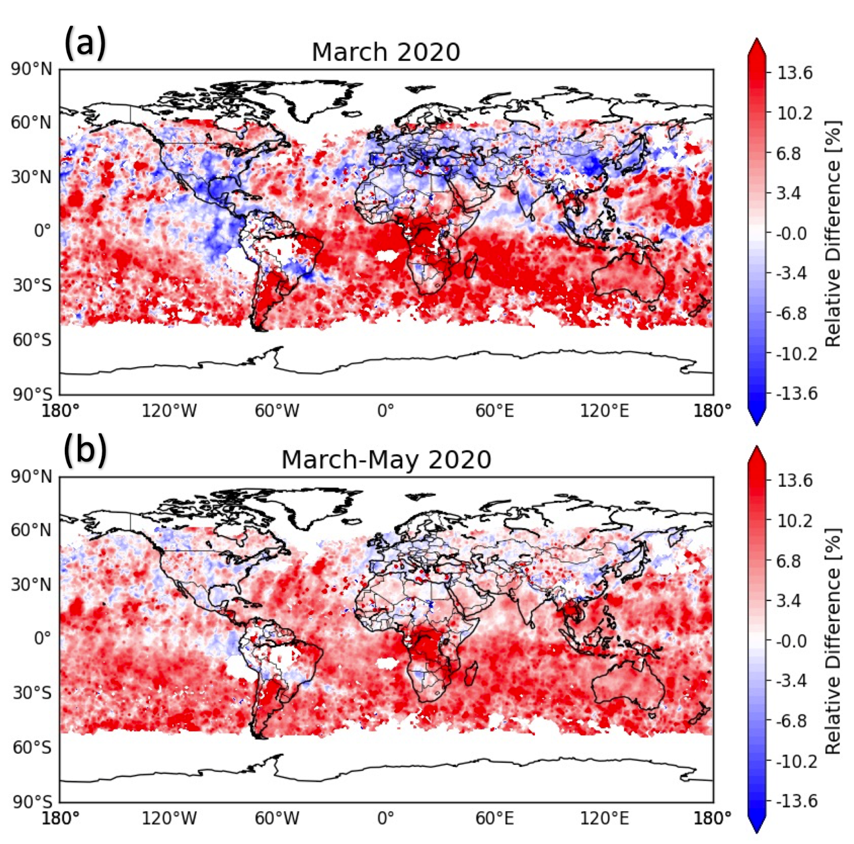 (a)
March 2020
90°N
60°N
30°N
0°
30°S
60°S
90°S
180° 120°W 60°W 0° 60°E 120°E 180°
13.6
10.2
6.8
3.4
-0.0
-3.4
-6.8
-10.2
-13.6
Relative Difference [%]
(b)
March-May 2020
90°N
60°N
30°N
0°
30°S
60°S
90°S
180° 120°W 60°W 0° 60°E 120°E 180°
13.6
10.2
6.8
3.4
-0.0
-3.4
-6.8
-10.2
-13.6
Relative Difference [%]